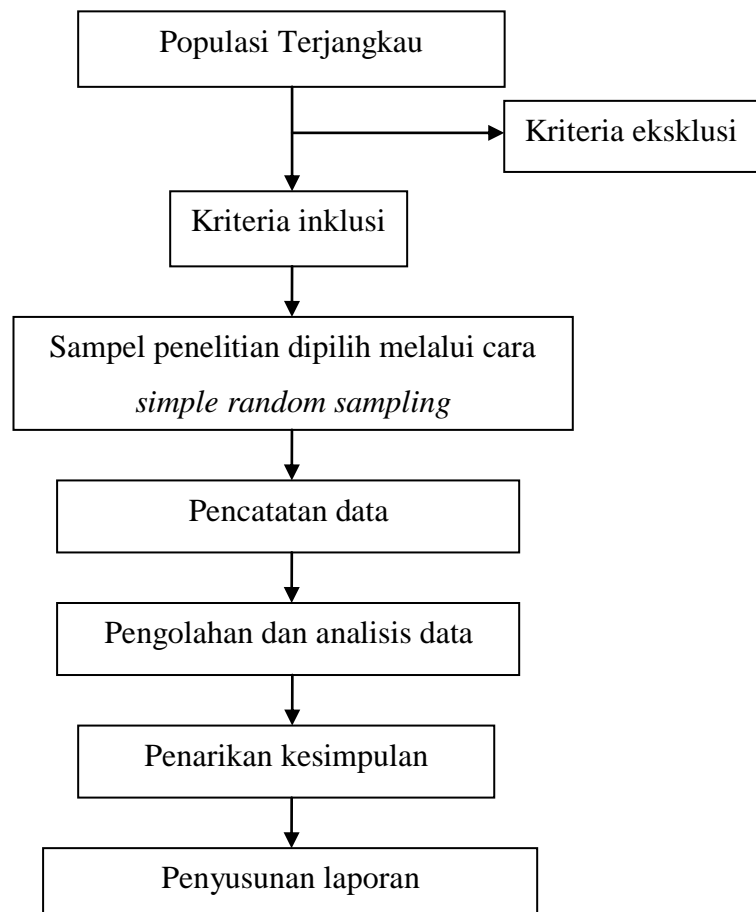 Populasi Terjangkau
Kriteria eksklusi
Kriteria inklusi
Sampel penelitian dipilih melalui cara
simple random sampling
Pencatatan data
Pengolahan dan analisis data
Penarikan kesimpulan
Penyusunan laporan